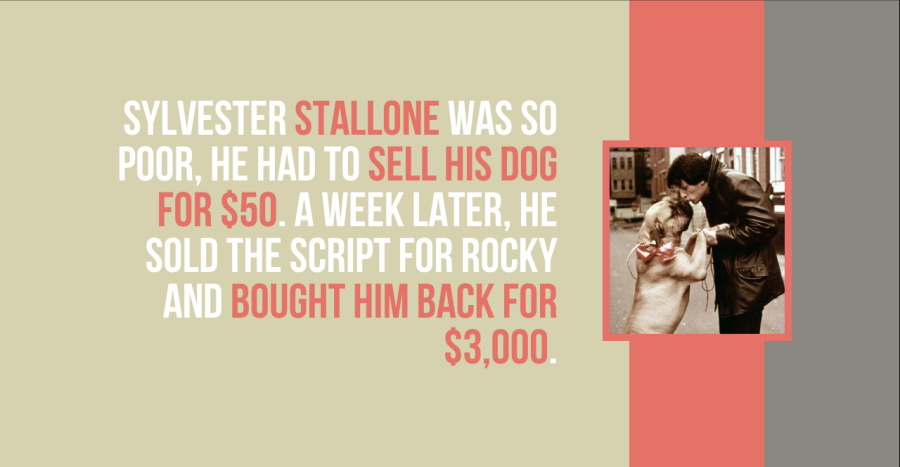 SYLVESTER STALLONE WAS SO
POOR, HE HAD TO SELL HIS DOG
FOR $50. A WEEK LATER, HE
SOLD THE SCRIPT FOR ROCKY
AND BOUGHT HIM BACK FOR
$3,000.